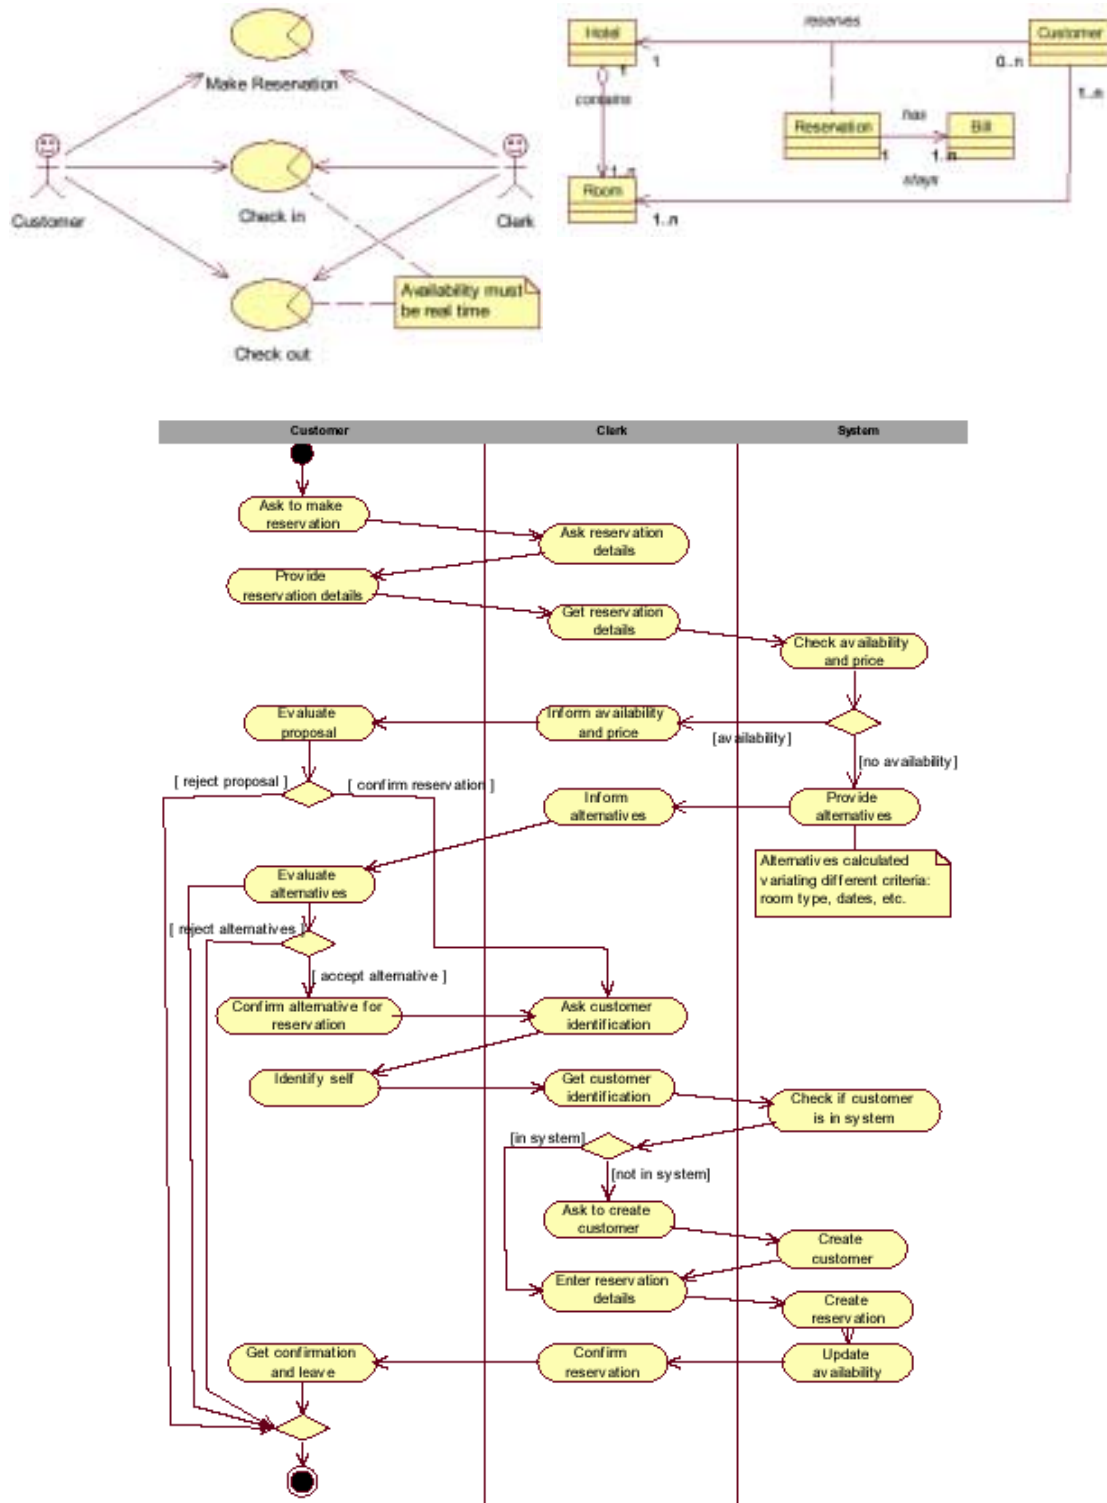 Make Reservation
Customer
Check in
Clerk
Availability must
be real time
Check out
Hotel
reserves
Customer
1
1
0..n
1..n
contains
Reservation
has
Bill
1
1..n
1..n
Room
stays
1..n
Customer
Clerk
System
Ask to make
reservation
Ask reservation
details
Provide
reservation details
Get reservation
details
Check availability
and price
Evaluate
proposal
Inform availability
and price
[availability]
[no availability]
[ reject proposal ]
[ confirm reservation ]
Inform
alternatives
Provide
alternatives
Alternatives calculated
variating different criteria:
room type, dates, etc.
Evaluate
alternatives
[ reject alternatives ]
[ accept alternative ]
Confirm alternative for
reservation
Ask customer
identification
Identify self
Get customer
identification
Check if customer
is in system
[in system]
[not in system]
Ask to create
customer
Create
customer
Enter reservation
details
Create
reservation
Get confirmation
and leave
Confirm
reservation
Update
availability